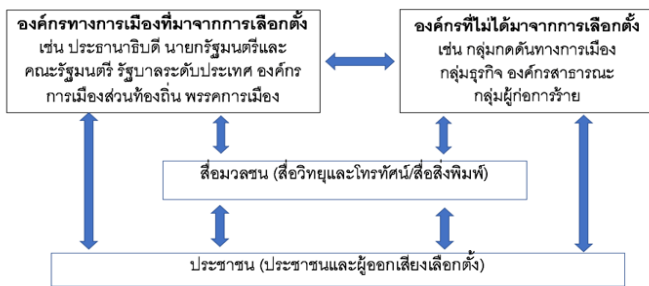 องค์กรทางการเมืองที่มาจากการเลือกตั้ง
เช่น ประธานาธิบดี นายกรัฐมนตรีและ
คณะรัฐมนตรี รัฐบาลระดับประเทศ องค์กร
การเมืองส่วนท้องถิ่น พรรคการเมือง
องค์กรที่ไม่ได้มาจากการเลือกตั้ง
เช่น กลุ่มกดดันทางการเมือง
กลุ่มธุรกิจ องค์กรสาธารณะ
กลุ่มผู้ก่อการร้าย
สื่อมวลชน (สื่อวิทยุและโทรทัศน์/สื่อสิ่งพิมพ์)
ประชาชน (ประชาชนและผู้ออกเสียงเลือกตั้ง)